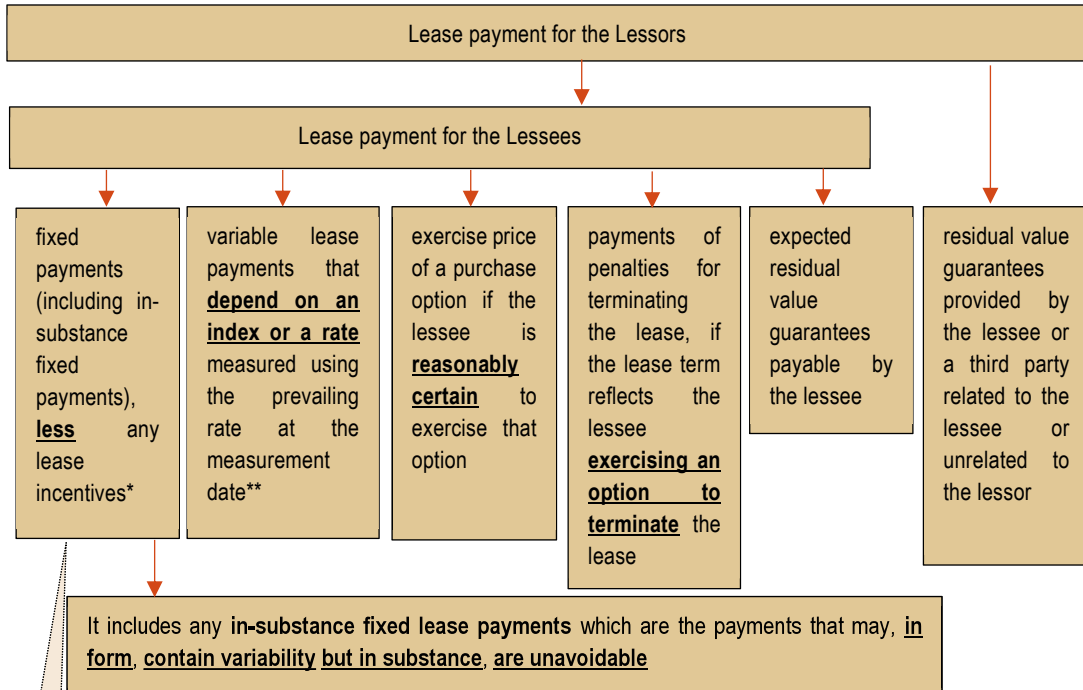 Lease payment for the Lessors
Lease payment for the Lessees
fixed
payments
(including in-
substance
fixed
payments),
less any
lease
incentives*
variable lease
payments that
depend on an
index or a rate
measured using
the prevailing
rate at the
measurement
date**
exercise price
of a purchase
option if the
lessee is
reasonably
certain to
exercise that
option
payments of
penalties for
terminating
the lease, if
the lease term
reflects the
lessee
exercising an
option to
terminate the
lease
expected
residual
value
guarantees
payable by
the lessee
residual value
guarantees
provided by
the lessee or
a third party
related to the
lessee or
unrelated to
the lessor
It includes any in-substance fixed lease payments which are the payments that may, in
form, contain variability but in substance, are unavoidable